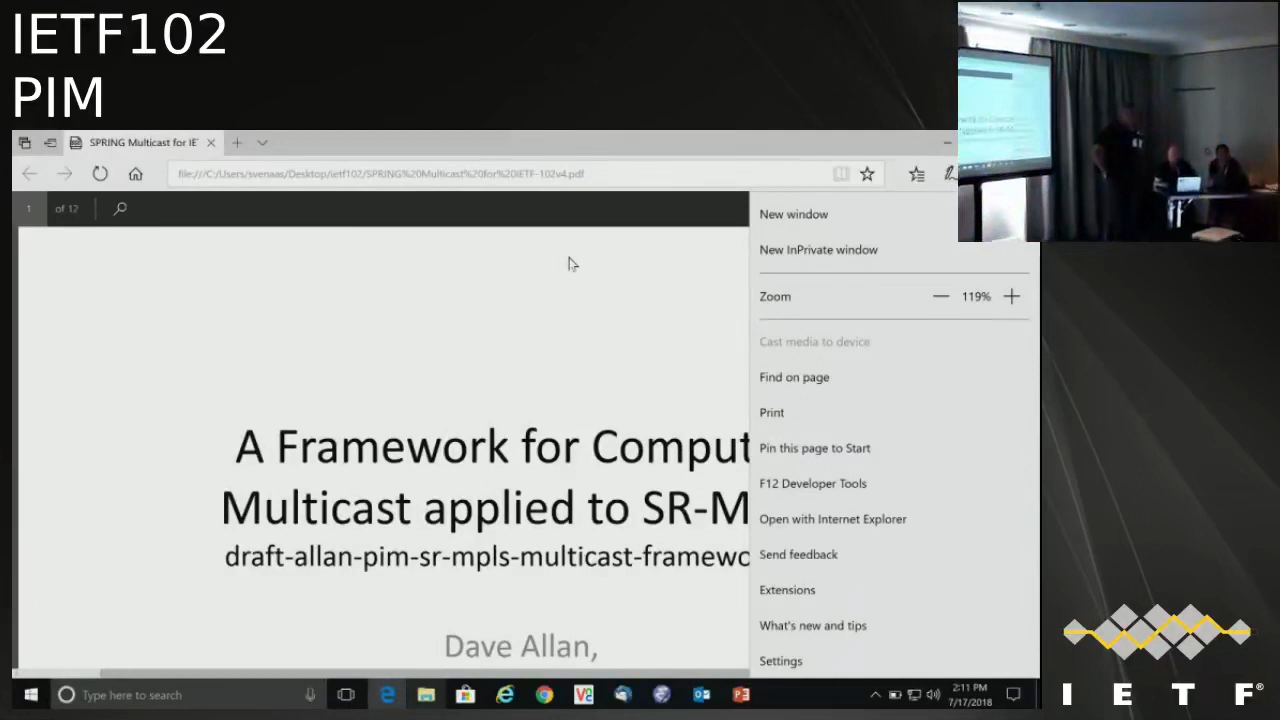 IETF102
PIM
SPRING Multicast for IE
file:///C:/Users/svenaas/Desktop/ietf102/SPRING%20Multicast%20for%20IETF-102v4.pdf
1 of 12
New window
New InPrivate window
Zoom 119%
Cast media to device
Find on page
Print
Pin this page to Start
F12 Developer Tools
Open with Internet Explorer
Send feedback
Extensions
What's new and tips
Settings
A Framework for Comput
Multicast applied to SR-M
draft-allan-pim-sr-mpls-multicast-framewo
Dave Allan,
Type here to search
2:11 PM
7/17/2018
I E T F®